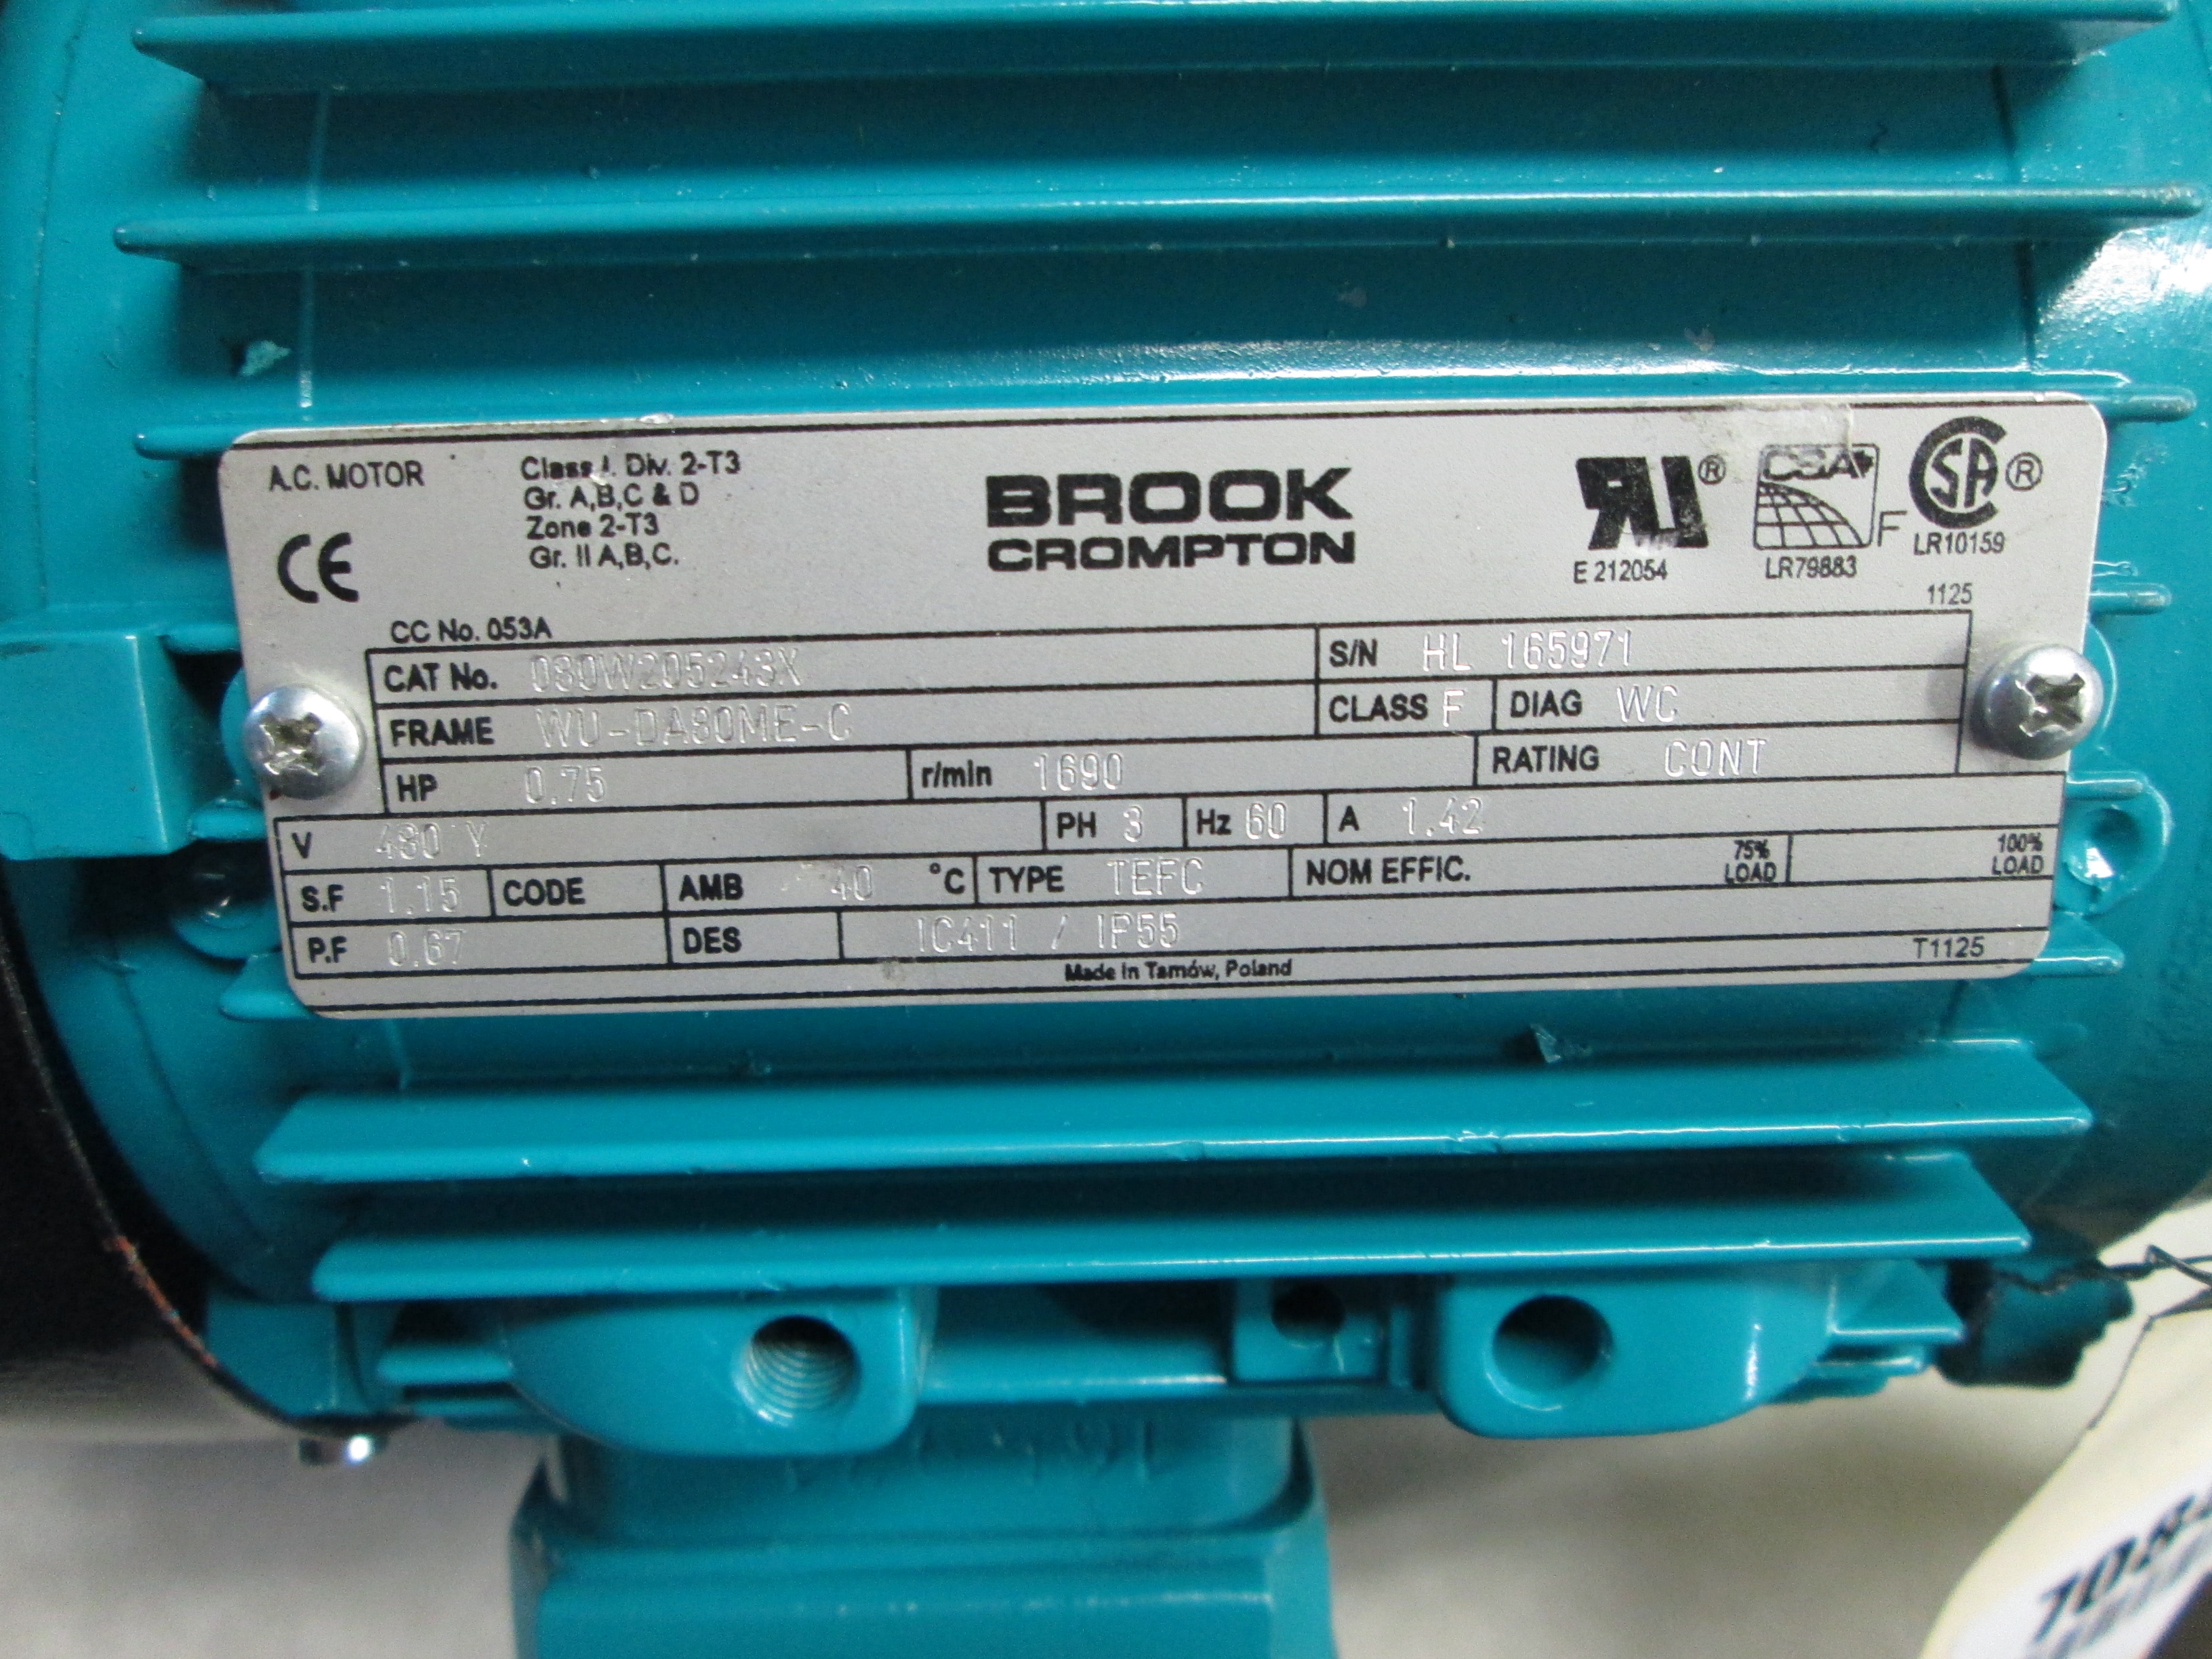 A.C. MOTOR
Class I. Div. 2-T3
Gr. A,B,C & D
Zone 2-T3
Gr. II A,B,C.
CE
BROOK
CROMPTON
RU®
E 212054
CSA
F
LR79883
SA®
LR10159
1125
CC No. 053A
CAT No. 080W205243X
S/N HL 165971
FRAME WU-DA80ME-C
CLASS F DIAG WC
HP 0.75 r/min 1690 RATING CONT
V 480 Y PH 3 Hz 60 A 1.42
S.F 1.15 CODE AMB 40 °C TYPE TEFC NOM EFFIC. 75% LOAD 100% LOAD
P.F 0.67 DES IC411 / IP55
Made in Tarnów, Poland
T1125